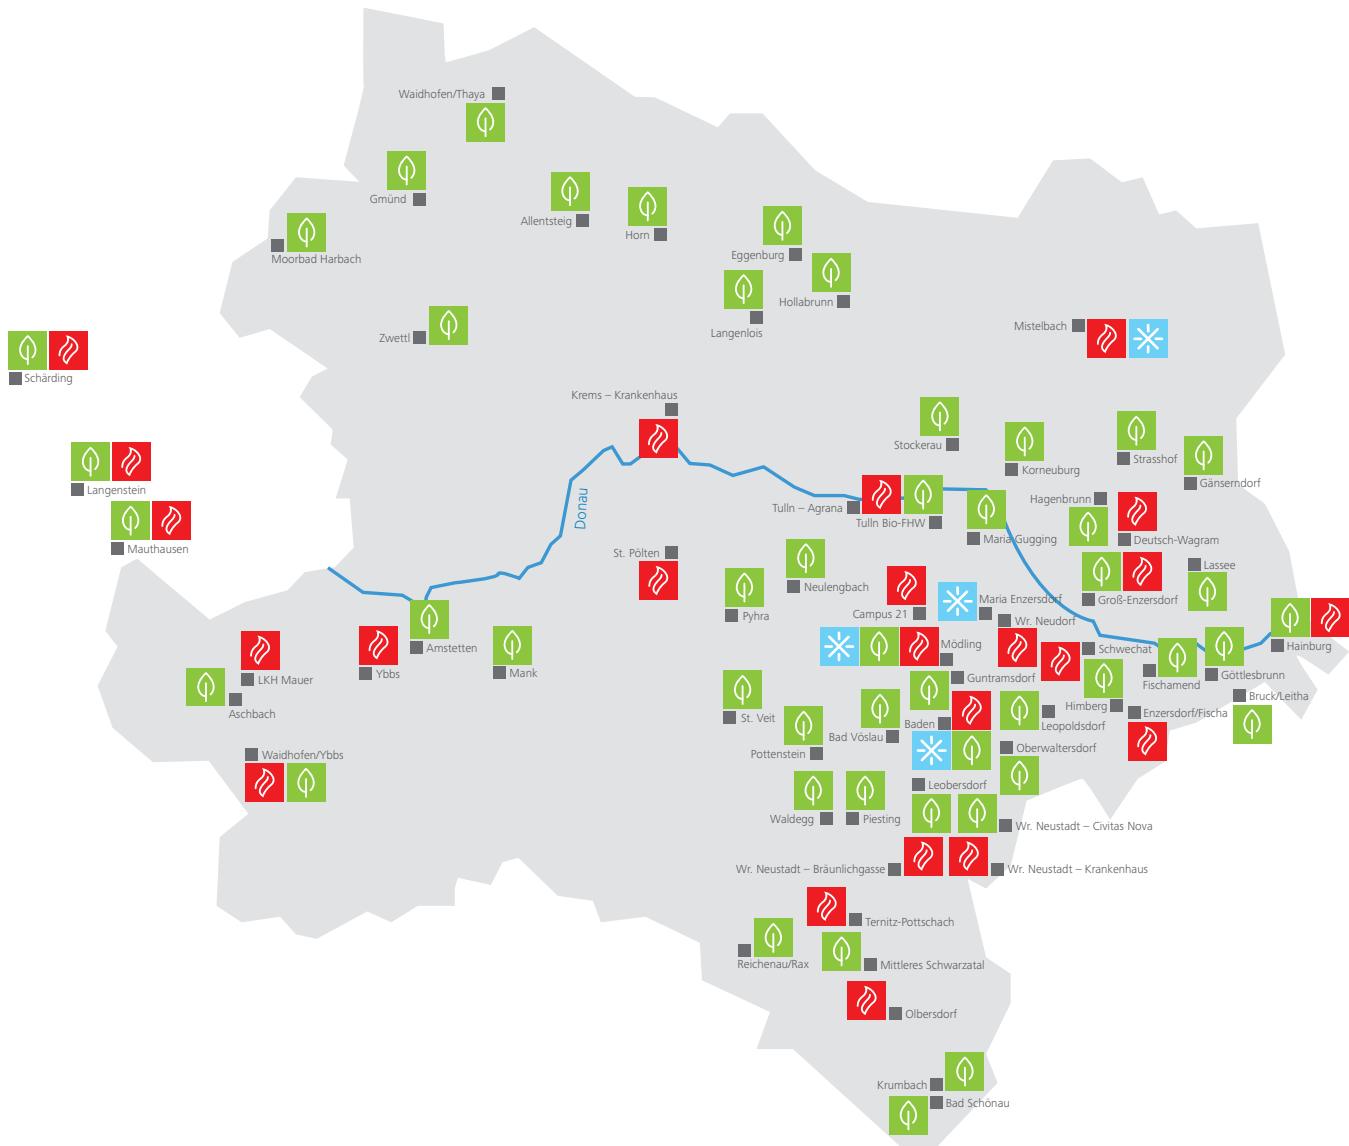 Waidhofen/Thaya
Gmünd
Allentsteig
Horn
Moorbad Harbach
Eggenburg
Hollabrunn
Langenlois
Mistelbach
Zwettl
Schärding
Krems – Krankenhaus
Stockerau
Korneuburg
Strasshof
Gänserndorf
Langenstein
Hagenbrunn
Donau
Tulln – Agrana
Tulln Bio-FHW
Maria Gugging
Deutsch-Wagram
Mauthausen
St. Pölten
Lassee
Neulengbach
Maria Enzersdorf
Groß-Enzersdorf
Pyhra
Campus 21
Wr. Neudorf
Amstetten
Mödling
Schwechat
Hainburg
Ybbs
Mank
LKH Mauer
Guntramsdorf
Fischamend
Göttlesbrunn
Aschbach
Himberg
Bruck/Leitha
St. Veit
Baden
Leopoldsdorf
Enzersdorf/Fischa
Bad Vöslau
Pottenstein
Oberwaltersdorf
Waidhofen/Ybbs
Leobersdorf
Waldegg
Piesting
Wr. Neustadt – Civitas Nova
Wr. Neustadt – Bräunlichgasse
Wr. Neustadt – Krankenhaus
Ternitz-Pottschach
Reichenau/Rax
Mittleres Schwarzatal
Olbersdorf
Krumbach
Bad Schönau